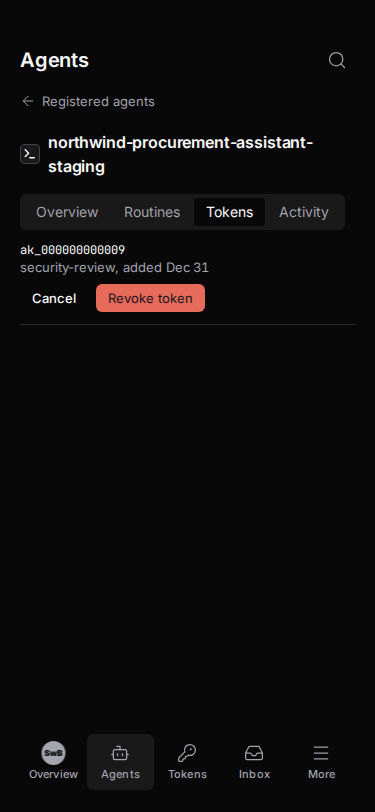 Agents
Registered agents
northwind-procurement-assistant-
staging
Overview Routines Tokens Activity
ak_000000000009
security-review, added Dec 31
Cancel Revoke token
SwB
Overview Agents Tokens Inbox More